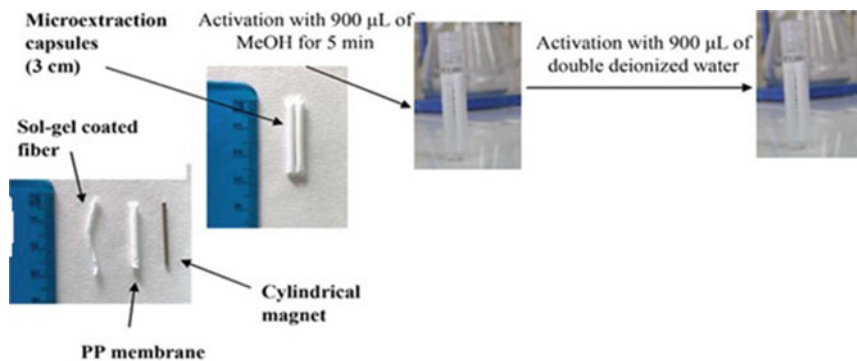 Microextraction
capsules
(3 cm)
Activation with 900 μL of
MeOH for 5 min
Activation with 900 μL of
double deionized water
Sol-gel coated
fiber
Cylindrical
magnet
PP membrane